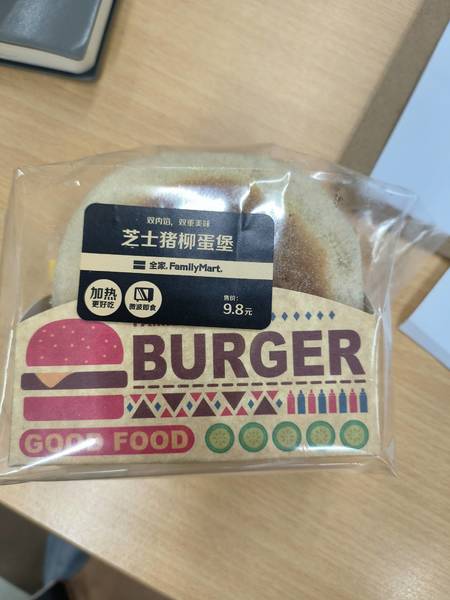 双肉馅,双重美味
芝士猪柳蛋堡
全家 FamilyMart.
加热
更好吃
微波即食
售价:
9.8元
BURGER
GOOD FOOD